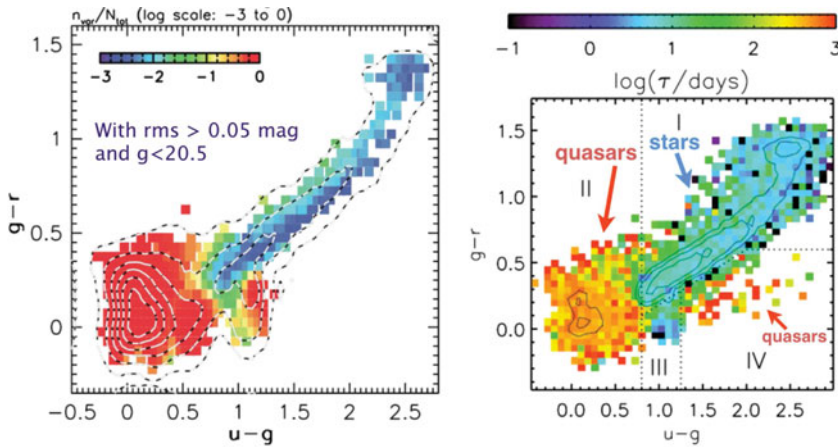 n_var/N_tot (log scale: -3 to 0)
-3 -2 -1 0
With rms > 0.05 mag
and g<20.5
1.5
1
0.5
0
g-r
-0.5 0 0.5 1 1.5 2 2.5
u-g
-1 0 1 2 3
log(τ/days)
quasars
I
stars
II
III
IV
quasars
1.5
1.0
0.5
0.0
g-r
0.0 0.5 1.0 1.5 2.0 2.5
u-g